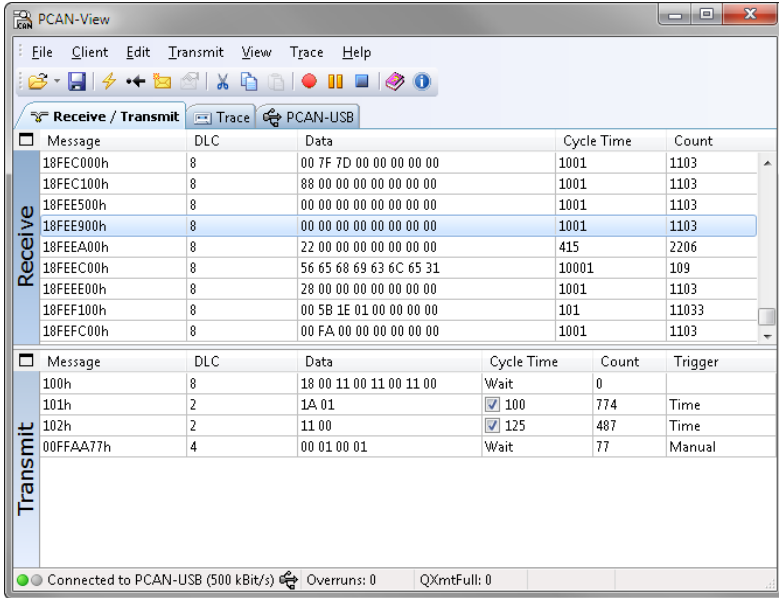 PCAN-View
File Client Edit Transmit View Trace Help
Receive / Transmit Trace PCAN-USB
Message DLC Data Cycle Time Count
18FEC000h 8 00 7F 7D 00 00 00 00 00 1001 1103
18FEC100h 8 88 00 00 00 00 00 00 00 1001 1103
18FEE500h 8 00 00 00 00 00 00 00 00 1001 1103
18FEE900h 8 00 00 00 00 00 00 00 00 1001 1103
18FEEA00h 8 22 00 00 00 00 00 00 00 415 2206
18FEEC00h 8 56 65 68 69 63 6C 65 31 10001 109
18FEEE00h 8 28 00 00 00 00 00 00 00 1001 1103
18FEF100h 8 00 5B 1E 01 00 00 00 00 101 11033
18FEFC00h 8 00 FA 00 00 00 00 00 00 1001 1103
Receive
Message DLC Data Cycle Time Count Trigger
100h 8 18 00 11 00 11 00 11 00 Wait 0
101h 2 1A 01 100 774 Time
102h 2 11 00 125 487 Time
00FFAA77h 4 00 01 00 01 Wait 77 Manual
Transmit
Connected to PCAN-USB (500 kBit/s) Overruns: 0 QXmtFull: 0